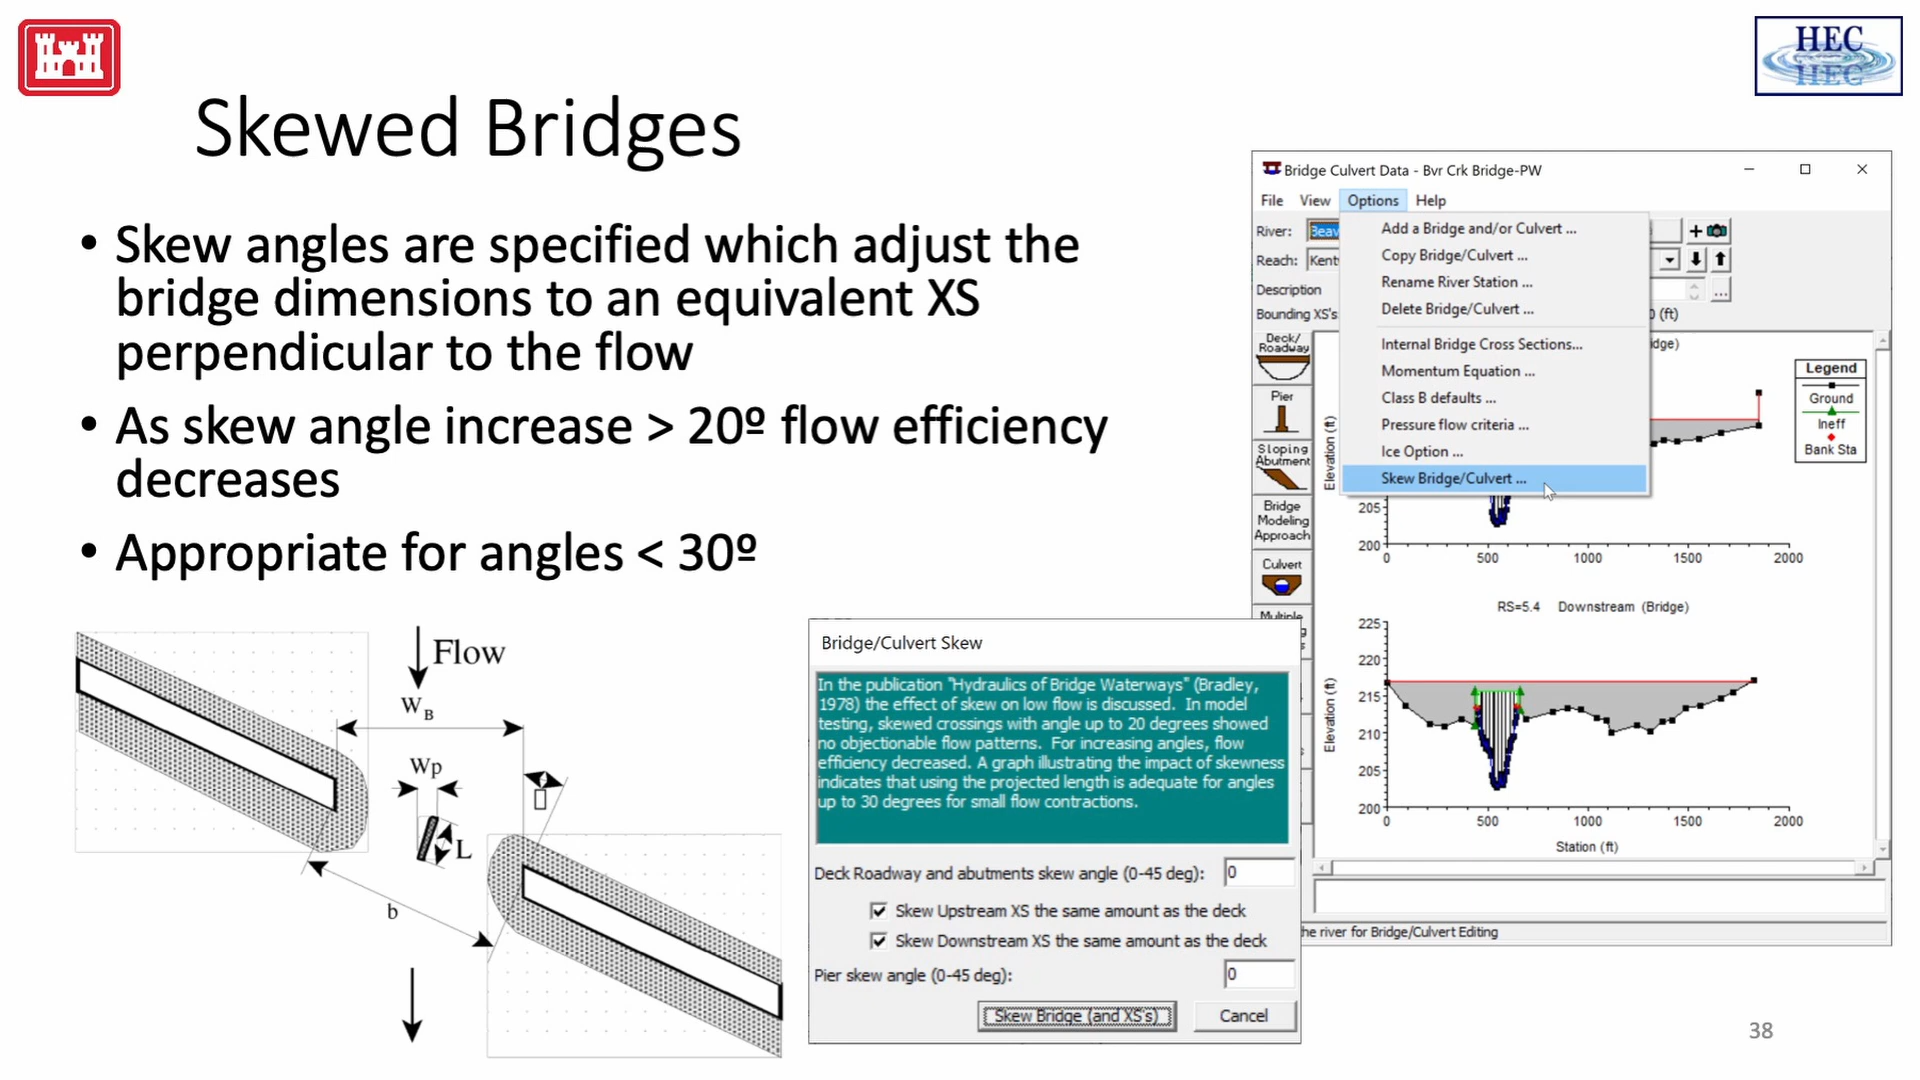 HEC
Skewed Bridges
• Skew angles are specified which adjust the
bridge dimensions to an equivalent XS
perpendicular to the flow
• As skew angle increase > 20º flow efficiency
decreases
• Appropriate for angles < 30º
Flow
W_B
Wp
L
b
Bridge/Culvert Skew
In the publication "Hydraulics of Bridge Waterways" (Bradley,
1978) the effect of skew on low flow is discussed.  In model
testing, skewed crossings with angle up to 20 degrees showed
no objectionable flow patterns.  For increasing angles, flow
efficiency decreased. A graph illustrating the impact of skewness
indicates that using the projected length is adequate for angles
up to 30 degrees for small flow contractions.
Deck Roadway and abutments skew angle (0-45 deg): 0
Skew Upstream XS the same amount as the deck
Skew Downstream XS the same amount as the deck
Pier skew angle (0-45 deg): 0
Skew Bridge (and XS's) Cancel
Bridge Culvert Data - Bvr Crk Bridge-PW
File View Options Help
River: Beav
Reach: Kent
Description
Bounding XS's:
0 (ft)
Add a Bridge and/or Culvert ...
Copy Bridge/Culvert ...
Rename River Station ...
Delete Bridge/Culvert ...
Internal Bridge Cross Sections...
Momentum Equation ...
Class B defaults ...
Pressure flow criteria ...
Ice Option ...
Skew Bridge/Culvert ...
Deck/
Roadway
Pier
Sloping
Abutment
Bridge
Modeling
Approach
Culvert
Multiple
idge)
Legend
Ground
Ineff
Bank Sta
Elevation (ft)
205
200
0 500 1000 1500 2000
RS=5.4 Downstream (Bridge)
Elevation (ft)
225
220
215
210
205
200
0 500 1000 1500 2000
Station (ft)
he river for Bridge/Culvert Editing
38